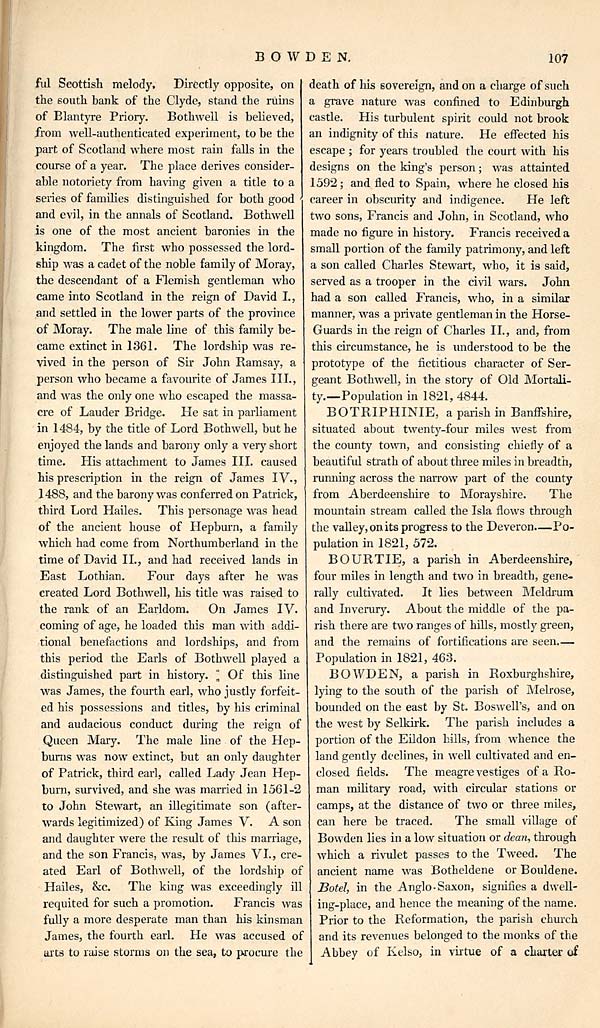 BOWDEN.
107
ful Scottish melody. Directly opposite, on
the south bank of the Clyde, stand the ruins
of Blantyre Priory. Bothwell is believed,
from well-authenticated experiment, to be the
part of Scotland where most rain falls in the
course of a year. The place derives consider-
able notoriety from having given a title to a
series of families distinguished for both good
and evil, in the annals of Scotland. Bothwell
is one of the most ancient baronies in the
kingdom. The first who possessed the lord-
ship was a cadet of the noble family of Moray,
the descendant of a Flemish gentleman who
came into Scotland in the reign of David I.,
and settled in the lower parts of the province
of Moray. The male line of this family be-
came extinct in 1361. The lordship was re-
vived in the person of Sir John Ramsay, a
person who became a favourite of James III.,
and was the only one who escaped the massa-
cre of Lauder Bridge. He sat in parliament
in 1484, by the title of Lord Bothwell, but he
enjoyed the lands and barony only a very short
time. His attachment to James III. caused
his prescription in the reign of James IV.,
1488, and the barony was conferred on Patrick,
third Lord Hailes. This personage was head
of the ancient house of Hepburn, a family
which had come from Northumberland in the
time of David II., and had received lands in
East Lothian. Four days after he was
created Lord Bothwell, his title was raised to
the rank of an Earldom. On James IV.
coming of age, he loaded this man with addi-
tional benefactions and lordships, and from
this period the Earls of Bothwell played a
distinguished part in history. Of this line
was James, the fourth earl, who justly forfeit-
ed his possessions and titles, by his criminal
and audacious conduct during the reign of
Queen Mary. The male line of the Hep-
burns was now extinct, but an only daughter
of Patrick, third earl, called Lady Jean Hep-
burn, survived, and she was married in 1561-2
to John Stewart, an illegitimate son (after-
wards legitimized) of King James V. A son
and daughter were the result of this marriage,
and the son Francis, was, by James VI., cre-
ated Earl of Bothwell, of the lordship of
Hailes, &c. The king was exceedingly ill
requited for such a promotion. Francis was
fully a more desperate man than his kinsman
James, the fourth earl. He was accused of
arts to raise storms on the sea, to procure the
death of his sovereign, and on a charge of such
a grave nature was confined to Edinburgh
castle. His turbulent spirit could not brook
an indignity of this nature. He effected his
escape; for years troubled the court with his
designs on the king's person; was attainted
1592; and fled to Spain, where he closed his
career in obscurity and indigence. He left
two sons, Francis and John, in Scotland, who
made no figure in history. Francis received a
small portion of the family patrimony, and left
a son called Charles Stewart, who, it is said,
served as a trooper in the civil wars. John
had a son called Francis, who, in a similar
manner, was a private gentleman in the Horse-
Guards in the reign of Charles II., and, from
this circumstance, he is understood to be the
prototype of the fictitious character of Ser-
geant Bothwell, in the story of Old Mortali-
ty.—Population in 1821, 4844.
BOTRIPHINIE, a parish in Banffshire,
situated about twenty-four miles west from
the county town, and consisting chiefly of a
beautiful strath of about three miles in breadth,
running across the narrow part of the county
from Aberdeenshire to Morayshire. The
mountain stream called the Isla flows through
the valley, on its progress to the Deveron.—Po-
pulation in 1821, 572.
BOURTIE, a parish in Aberdeenshire,
four miles in length and two in breadth, gene-
rally cultivated. It lies between Meldrum
and Inverury. About the middle of the pa-
rish there are two ranges of hills, mostly green,
and the remains of fortifications are seen.—
Population in 1821, 463.
BOWDEN, a parish in Roxburghshire,
lying to the south of the parish of Melrose,
bounded on the east by St. Boswell's, and on
the west by Selkirk. The parish includes a
portion of the Eildon hills, from whence the
land gently declines, in well cultivated and en-
closed fields. The meagre vestiges of a Ro-
man military road, with circular stations or
camps, at the distance of two or three miles,
can here be traced. The small village of
Bowden lies in a low situation or dean, through
which a rivulet passes to the Tweed. The
ancient name was Botheldene or Bouldene.
Botel, in the Anglo-Saxon, signifies a dwell-
ing-place, and hence the meaning of the name.
Prior to the Reformation, the parish church
and its revenues belonged to the monks of the
Abbey of Kelso, in virtue of a charter of